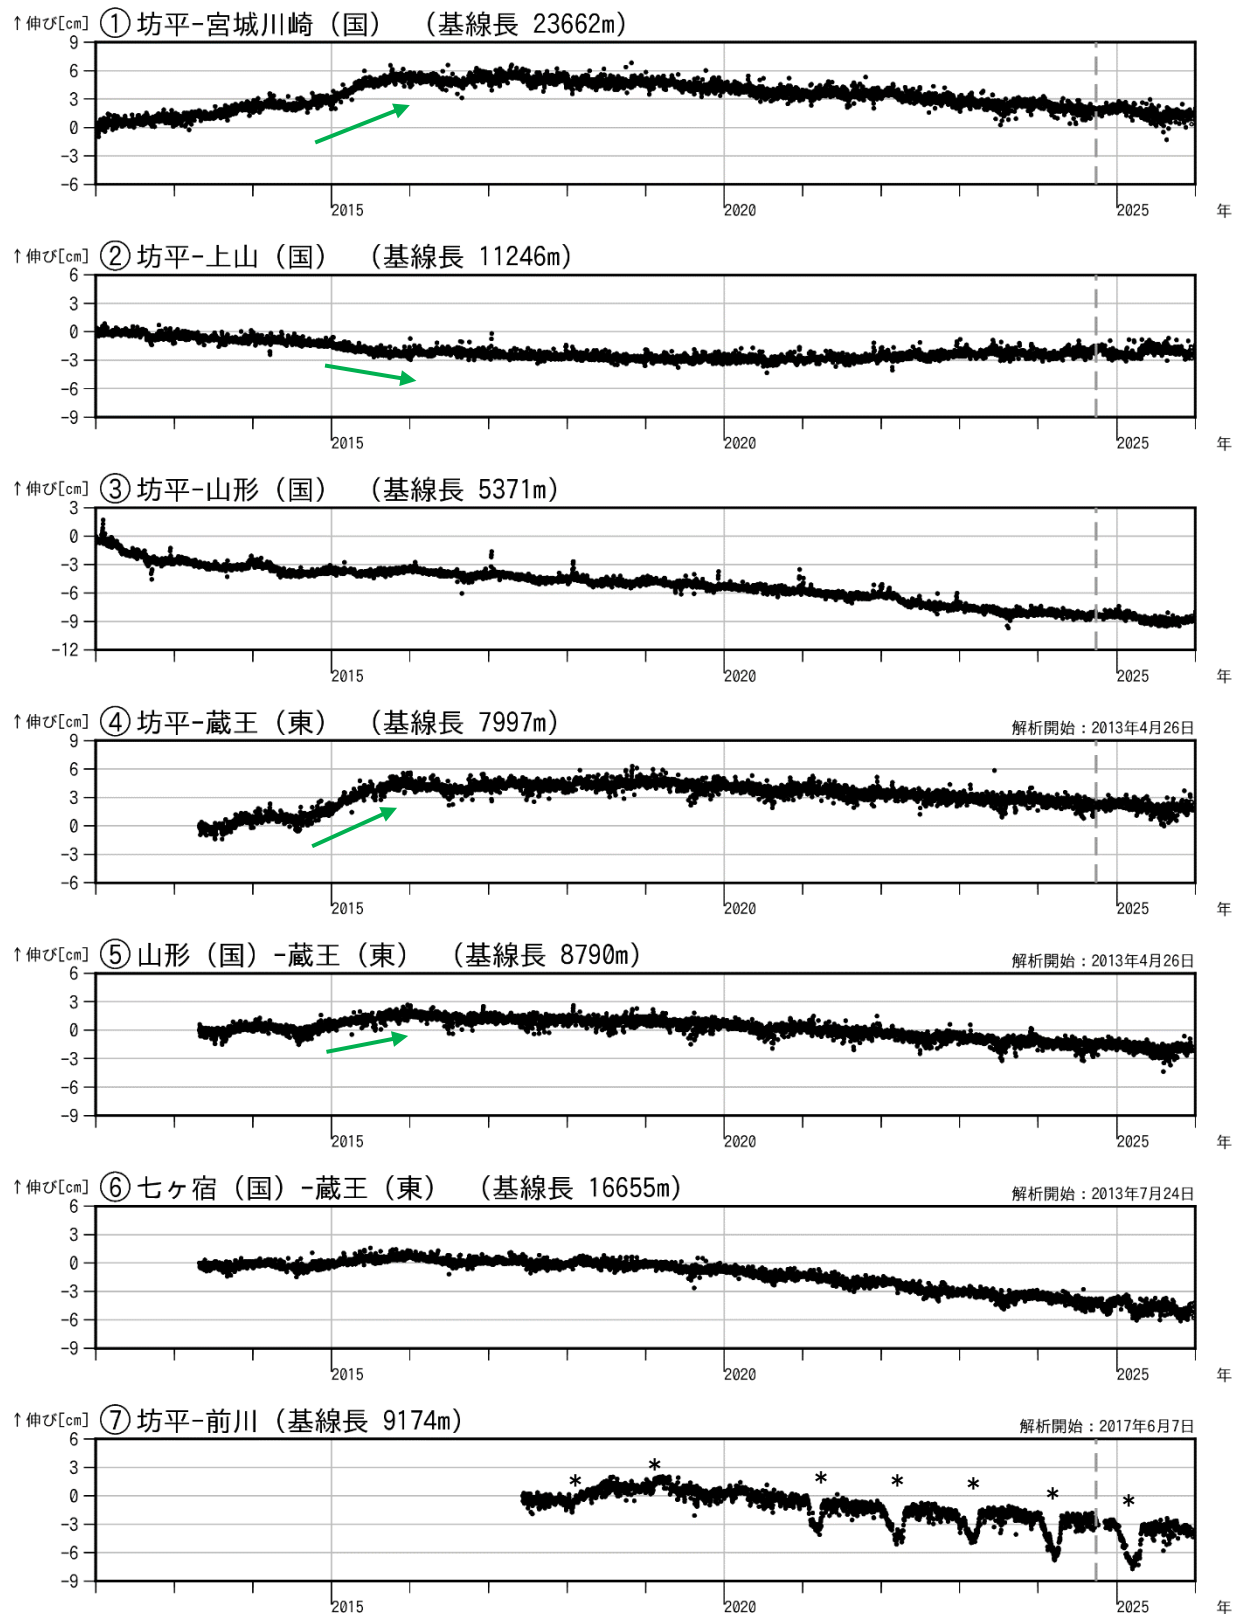 ↑伸び[cm] ①坊平-宮城川崎（国） （基線長 23662m）
9
6
3
0
-3
-6
2015 2020 2025 年
↑伸び[cm] ②坊平-上山（国） （基線長 11246m）
6
3
0
-3
-6
-9
2015 2020 2025 年
↑伸び[cm] ③坊平-山形（国） （基線長 5371m）
3
0
-3
-6
-9
-12
2015 2020 2025 年
↑伸び[cm] ④坊平-蔵王（東） （基線長 7997m） 解析開始：2013年4月26日
9
6
3
0
-3
-6
2015 2020 2025 年
↑伸び[cm] ⑤山形（国）-蔵王（東） （基線長 8790m） 解析開始：2013年4月26日
6
3
0
-3
-6
-9
2015 2020 2025 年
↑伸び[cm] ⑥七ヶ宿（国）-蔵王（東） （基線長 16655m） 解析開始：2013年7月24日
6
3
0
-3
-6
-9
2015 2020 2025 年
↑伸び[cm] ⑦坊平-前川（基線長 9174m） 解析開始：2017年6月7日
6
3
0
-3
-6
-9
* * * * * * *
2015 2020 2025 年